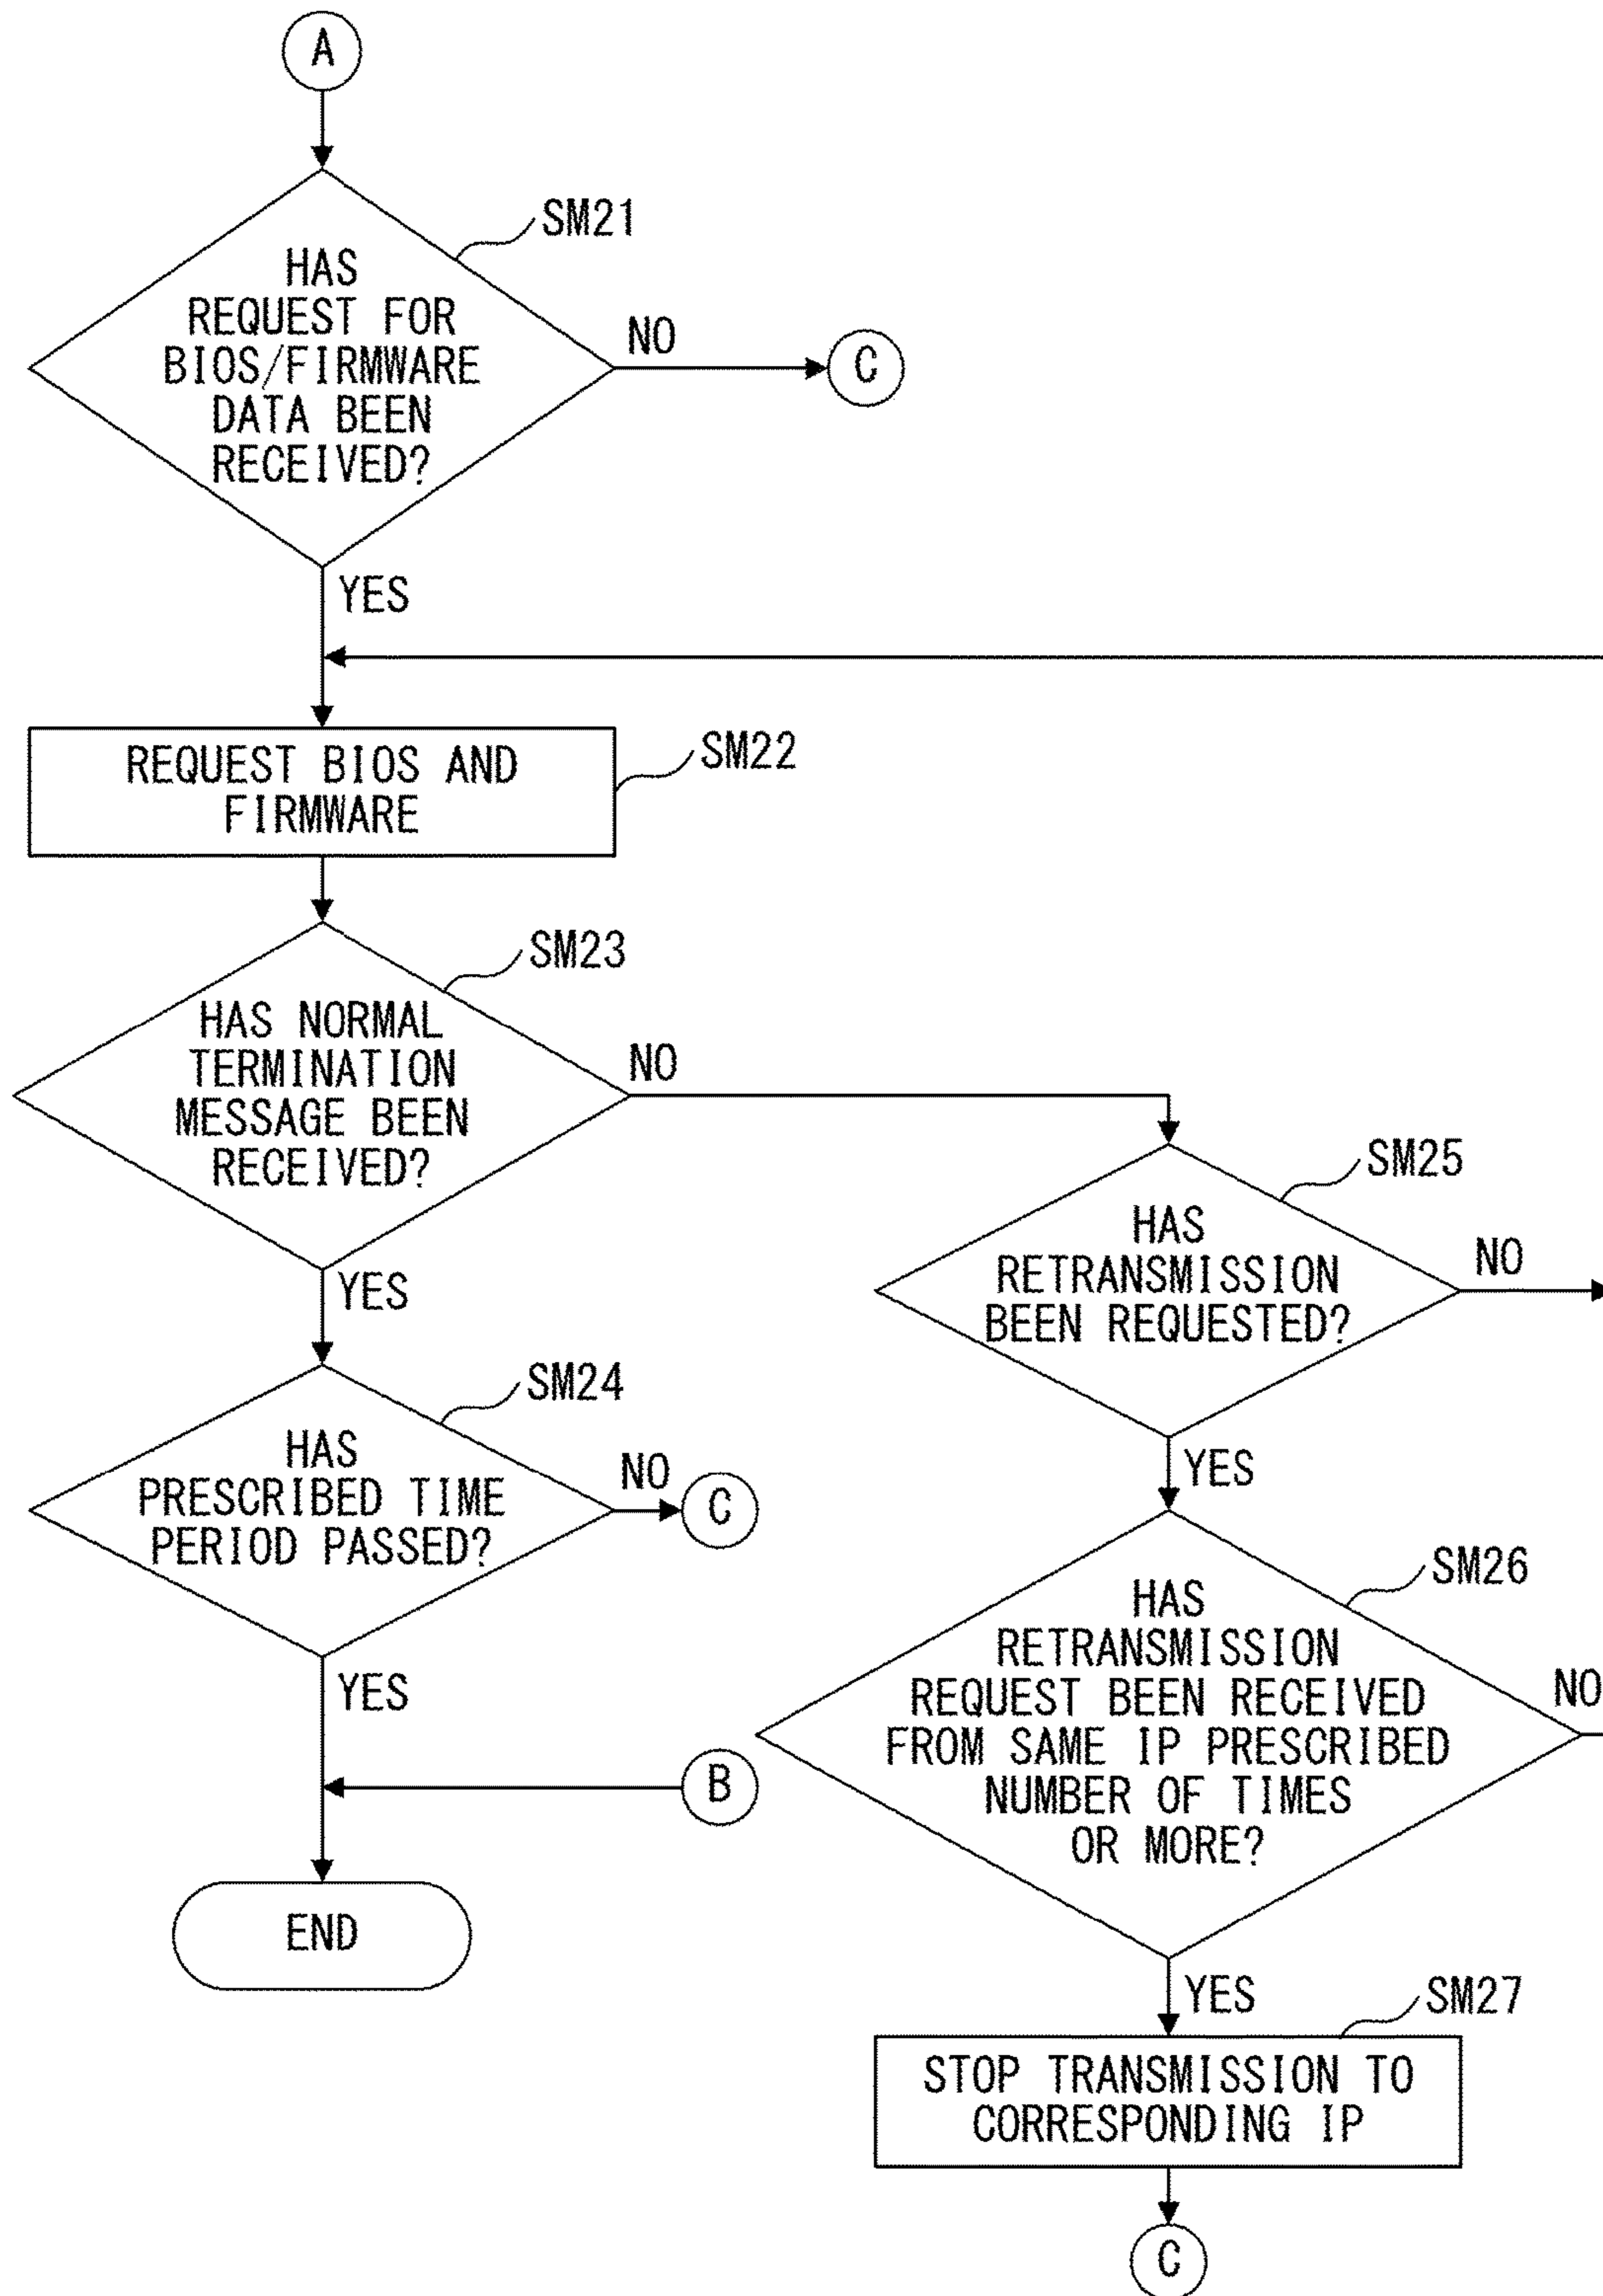 A
SM21
HAS
REQUEST FOR
BIOS/FIRMWARE
DATA BEEN
RECEIVED?
NO
C
YES
REQUEST BIOS AND
FIRMWARE
SM22
SM23
HAS NORMAL
TERMINATION
MESSAGE BEEN
RECEIVED?
NO
YES
SM25
HAS
RETRANSMISSION
BEEN REQUESTED?
NO
YES
SM24
HAS
PRESCRIBED TIME
PERIOD PASSED?
NO
C
YES
SM26
HAS
RETRANSMISSION
REQUEST BEEN RECEIVED
FROM SAME IP PRESCRIBED
NUMBER OF TIMES
OR MORE?
NO
B
END
YES
SM27
STOP TRANSMISSION TO
CORRESPONDING IP
C